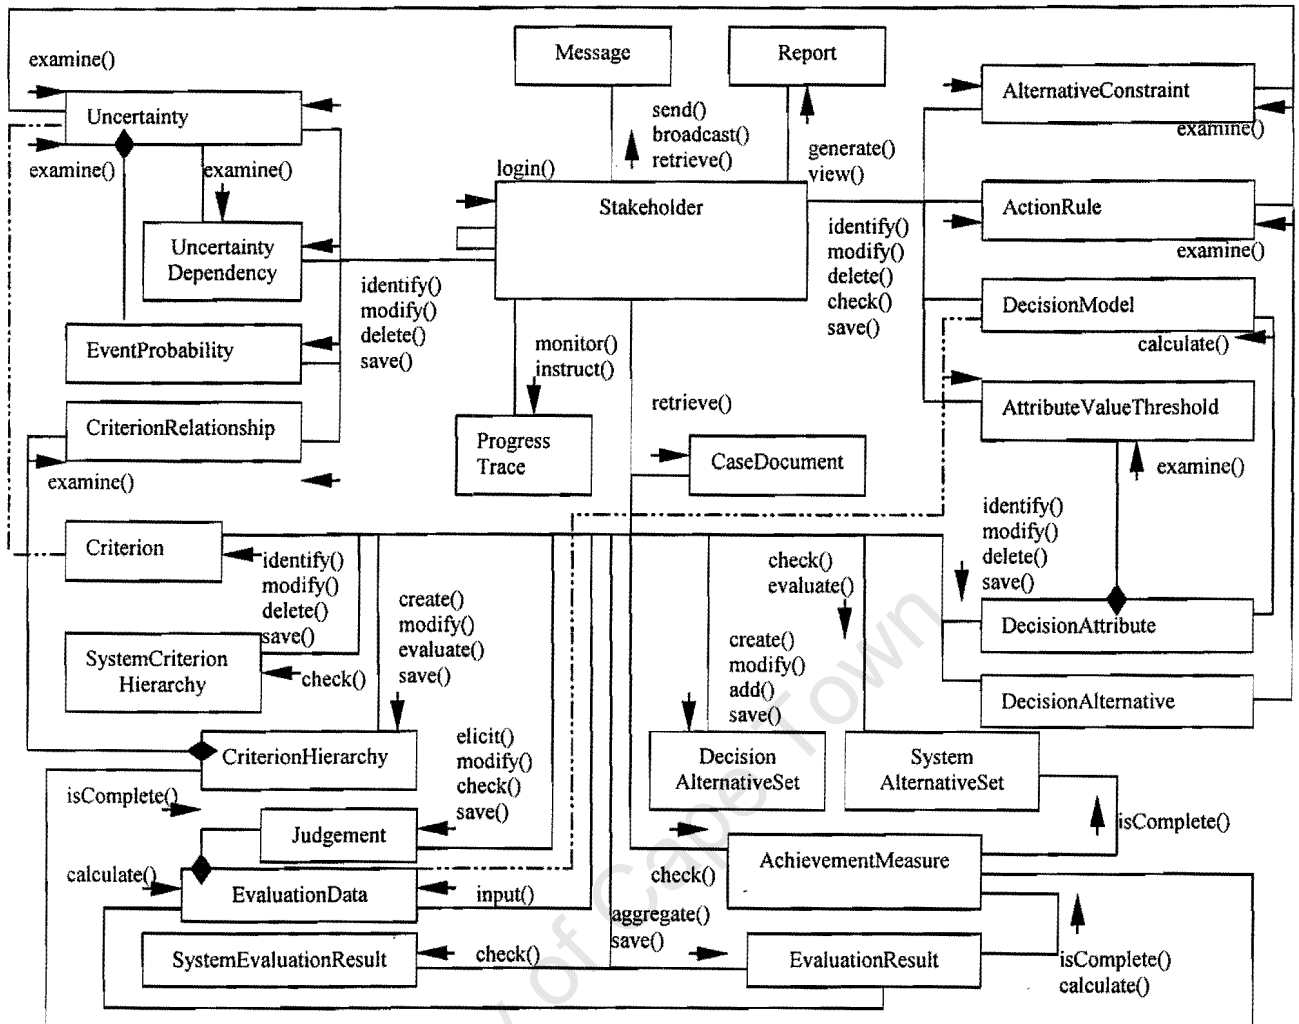 Message
Report
examine()
Uncertainty
AlternativeConstraint
examine()
send()
broadcast()
retrieve()
generate()
view()
examine()
examine()
login()
Stakeholder
ActionRule
examine()
Uncertainty
Dependency
identify()
modify()
delete()
check()
save()
identify()
modify()
delete()
save()
DecisionModel
calculate()
EventProbability
monitor()
instruct()
CriterionRelationship
examine()
retrieve()
AttributeValueThreshold
examine()
Progress
Trace
CaseDocument
Criterion
identify()
modify()
delete()
save()
identify()
modify()
delete()
save()
check()
evaluate()
create()
modify()
evaluate()
save()
SystemCriterion
Hierarchy
check()
create()
modify()
add()
save()
DecisionAttribute
DecisionAlternative
CriterionHierarchy
elicit()
modify()
check()
save()
Decision
AlternativeSet
System
AlternativeSet
isComplete()
Judgement
isComplete()
AchievementMeasure
check()
calculate()
EvaluationData
input()
aggregate()
save()
SystemEvaluationResult
check()
EvaluationResult
isComplete()
calculate()
y of Cape Town